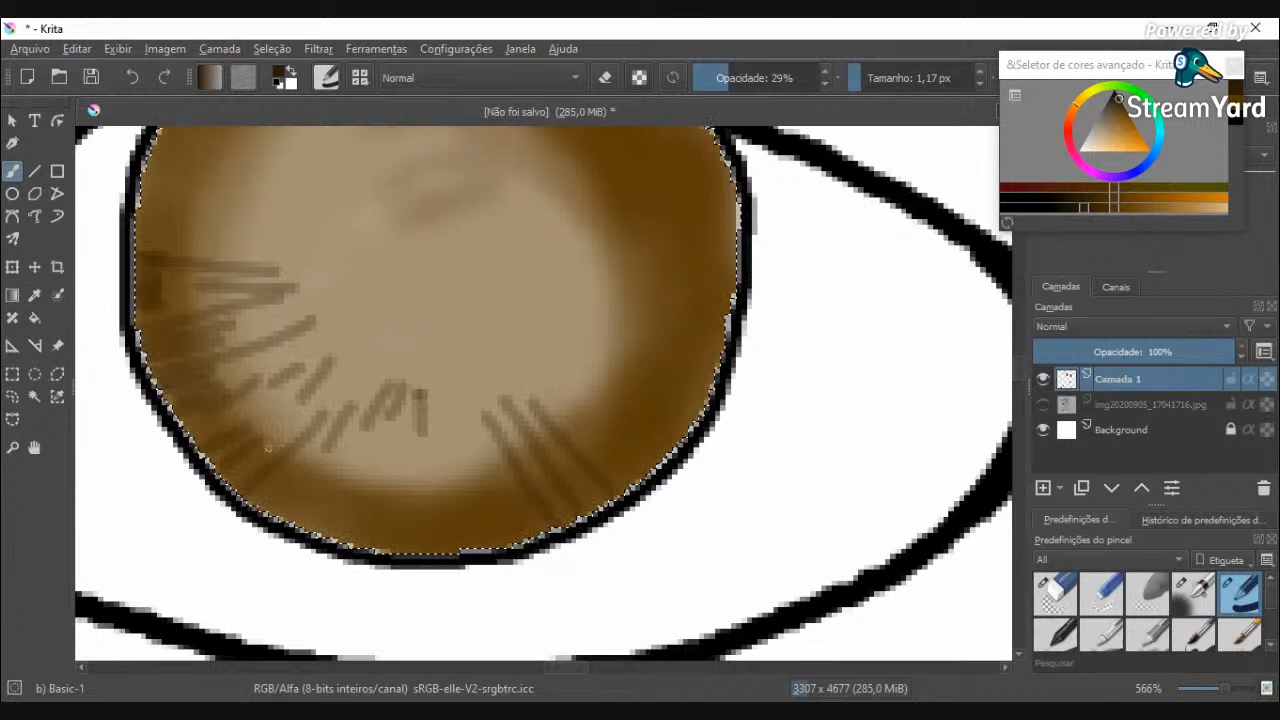 * - Krita
Powered by
StreamYard
Arquivo Editar Exibir Imagem Camada Seleção Filtrar Ferramentas Configurações Janela Ajuda
&Seletor de cores avançado - Krita
Normal
Opacidade: 29%
Tamanho: 1,17 px
[Não foi salvo] (285,0 MiB) *
Camadas Canais
Camadas
Normal
Opacidade: 100%
Camada 1
img20200905_17041716.jpg
Background
Predefinições d... Histórico de predefinições d...
Predefinições do pincel
All
Etiqueta
Pesquisar
b) Basic-1
RGB/Alfa (8-bits inteiros/canal) sRGB-elle-V2-srgbtrc.icc
3307 x 4677 (285,0 MiB)
566%